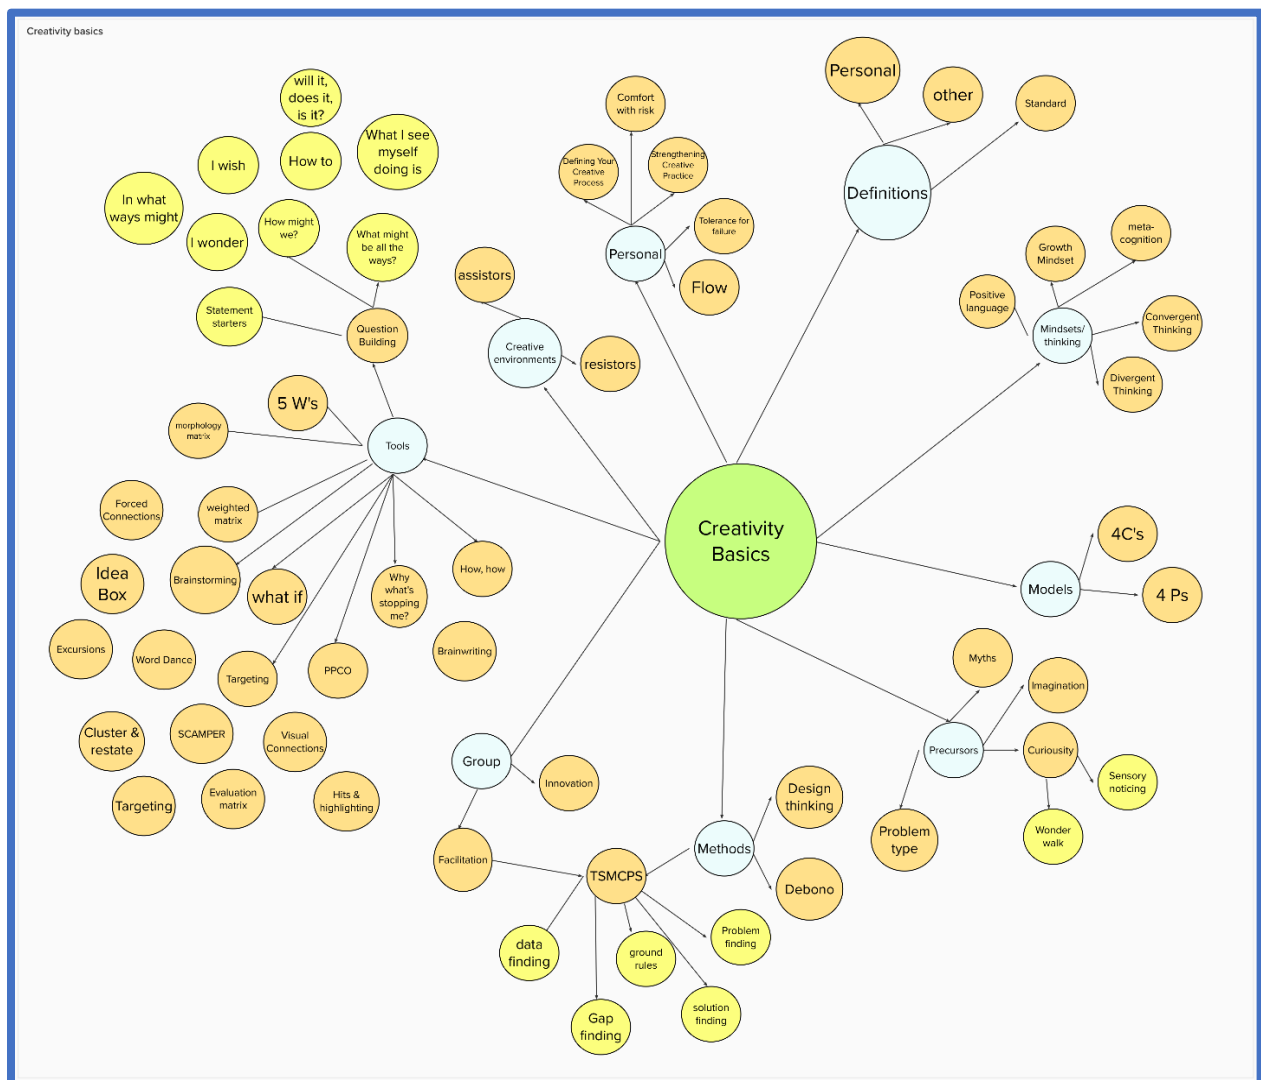 Creativity basics
will it,
does it,
is it?
What I see
myself
doing is
I wish
How to
In what
ways might
I wonder
How might
we?
What might
be all the
ways?
Statement
starters
Question
Building
assistors
Creative
environments
resistors
Comfort
with risk
Defining Your
Creative
Process
Strengthening
Creative
Practice
Tolerance for
failure
Personal
Flow
Personal
other
Standard
Definitions
meta-
cognition
Growth
Mindset
Positive
language
Mindsets/
thinking
Convergent
Thinking
Divergent
Thinking
5 W's
morphology
matrix
Tools
Forced
Connections
weighted
matrix
Idea
Box
Brainstorming
what if
Why
what's
stopping
me?
How, how
Excursions
Word Dance
Targeting
PPCO
Brainwriting
Cluster &
restate
SCAMPER
Visual
Connections
Targeting
Evaluation
matrix
Hits &
highlighting
Creativity
Basics
4C's
Models
4 Ps
Myths
Imagination
Precursors
Curiousity
Sensory
noticing
Wonder
walk
Problem
type
Group
Innovation
Facilitation
Design
thinking
Methods
Debono
TSMCPS
data
finding
Gap
finding
ground
rules
solution
finding
Problem
finding